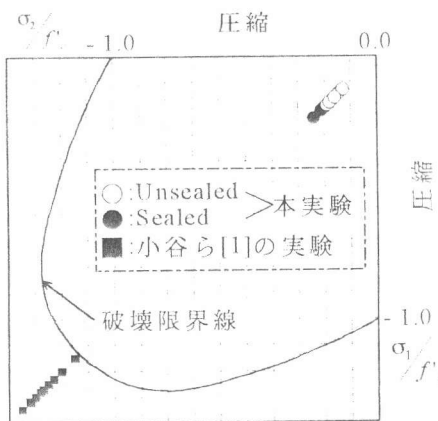 σ₂/f' - 1.0 圧縮 0.0
○:Unsealed
●:Sealed
>本実験
■:小谷ら[1]の実験
圧縮
破壊限界線
- 1.0
σ₁/f'